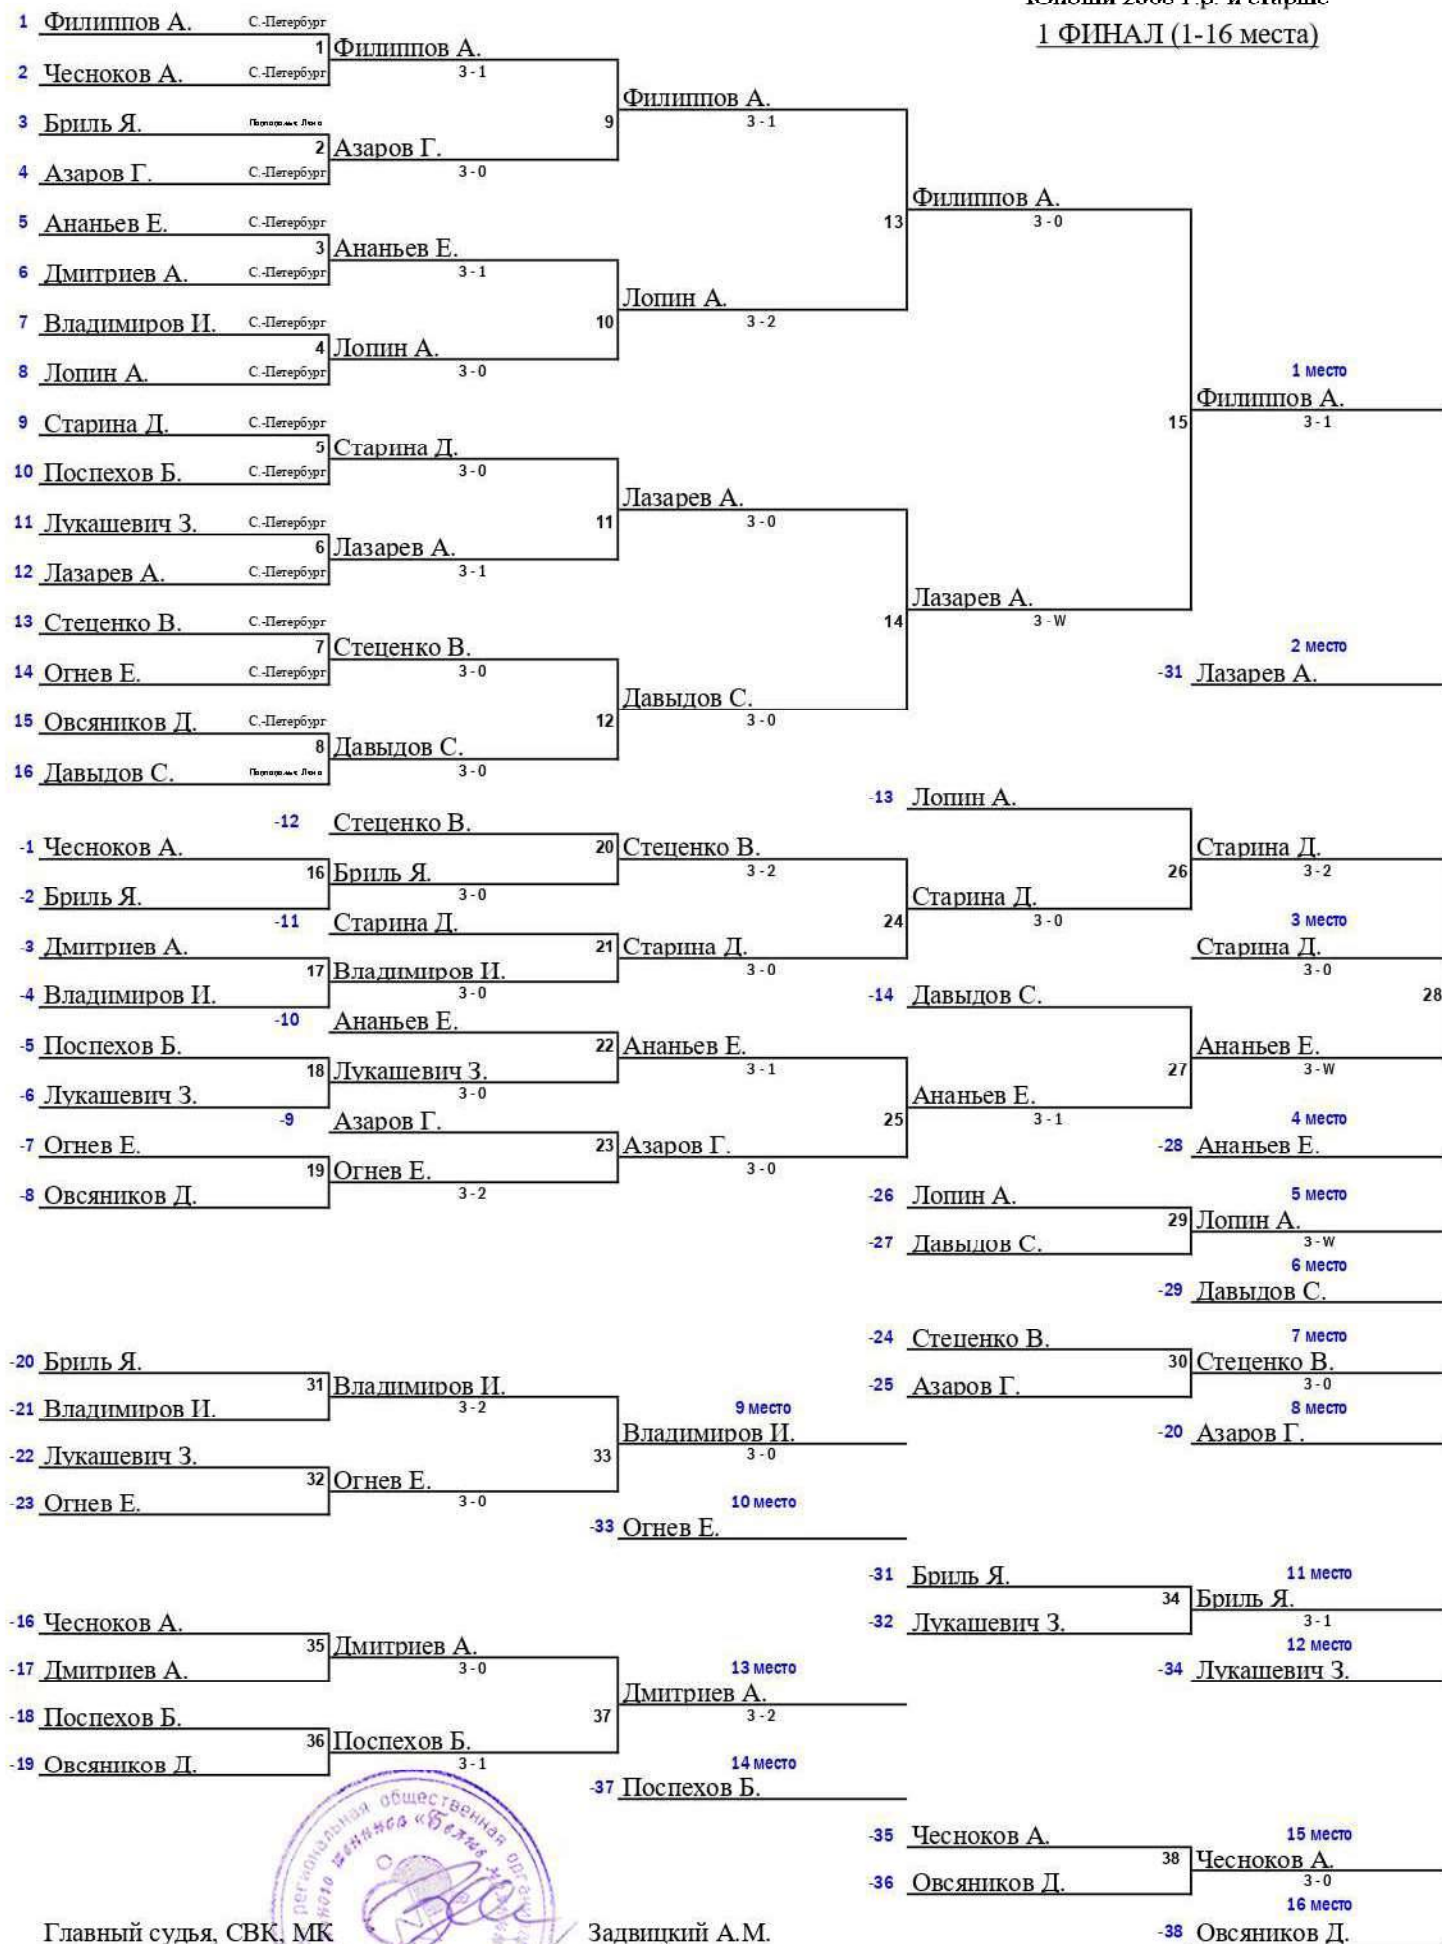 1 ФИНАЛ (1-16 места)
1 Филиппов А. С.-Петербург
1 Филиппов А.
3 - 1
2 Чесноков А. С.-Петербург
Филиппов А.
3 - 1
3 Бриль Я.
9
2 Азаров Г.
3 - 0
4 Азаров Г. С.-Петербург
Филиппов А.
3 - 0
5 Ананьев Е. С.-Петербург
13
3 Ананьев Е.
3 - 1
6 Дмитриев А. С.-Петербург
Лопин А.
3 - 2
7 Владимиров И. С.-Петербург
10
4 Лопин А.
3 - 0
8 Лопин А. С.-Петербург
1 место
Филиппов А.
3 - 1
9 Старина Д. С.-Петербург
15
5 Старина Д.
3 - 0
10 Поспехов Б. С.-Петербург
Лазарев А.
3 - 0
11 Лукашевич З. С.-Петербург
11
6 Лазарев А.
3 - 1
12 Лазарев А. С.-Петербург
Лазарев А.
3 - W
13 Стеценко В. С.-Петербург
14
7 Стеценко В.
3 - 0
2 место
14 Огнев Е. С.-Петербург
-31 Лазарев А.
Давыдов С.
3 - 0
15 Овсяников Д. С.-Петербург
12
8 Давыдов С.
3 - 0
16 Давыдов С.
-13 Лопин А.
-12 Стеценко В.
-1 Чесноков А.
20 Стеценко В.
3 - 2
Старина Д.
3 - 2
16 Бриль Я.
3 - 0
26
-2 Бриль Я.
Старина Д.
3 - 0
-11 Старина Д.
24
3 место
-3 Дмитриев А.
21 Старина Д.
3 - 0
Старина Д.
3 - 0
17 Владимиров И.
3 - 0
-4 Владимиров И.
-14 Давыдов С.
28
-10 Ананьев Е.
-5 Поспехов Б.
22 Ананьев Е.
3 - 1
Ананьев Е.
3 - W
18 Лукашевич З.
3 - 0
27
-6 Лукашевич З.
Ананьев Е.
3 - 1
-9 Азаров Г.
25
4 место
-7 Огнев Е.
23 Азаров Г.
3 - 0
-28 Ананьев Е.
19 Огнев Е.
3 - 2
-8 Овсяников Д.
-26 Лопин А.
5 место
29 Лопин А.
3 - W
-27 Давыдов С.
6 место
-29 Давыдов С.
-24 Стеценко В.
7 место
-20 Бриль Я.
30 Стеценко В.
3 - 0
31 Владимиров И.
3 - 2
-25 Азаров Г.
-21 Владимиров И.
9 место
8 место
Владимиров И.
3 - 0
-20 Азаров Г.
-22 Лукашевич З.
33
32 Огнев Е.
3 - 0
-23 Огнев Е.
10 место
-33 Огнев Е.
-31 Бриль Я.
11 место
34 Бриль Я.
3 - 1
-16 Чесноков А.
-32 Лукашевич З.
35 Дмитриев А.
3 - 0
12 место
-17 Дмитриев А.
13 место
-34 Лукашевич З.
Дмитриев А.
3 - 2
-18 Поспехов Б.
37
36 Поспехов Б.
3 - 1
-19 Овсяников Д.
14 место
-37 Поспехов Б.
-35 Чесноков А.
15 место
38 Чесноков А.
3 - 0
-36 Овсяников Д.
16 место
Главный судья, СВК, МК Задвицкий А.М.
-38 Овсяников Д.
региональная общественная